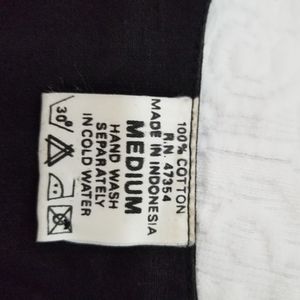 100% COTTON
R.N. 47354
MADE IN INDONESIA
MEDIUM
HAND WASH
SEPARATELY
IN COLD WATER
30°